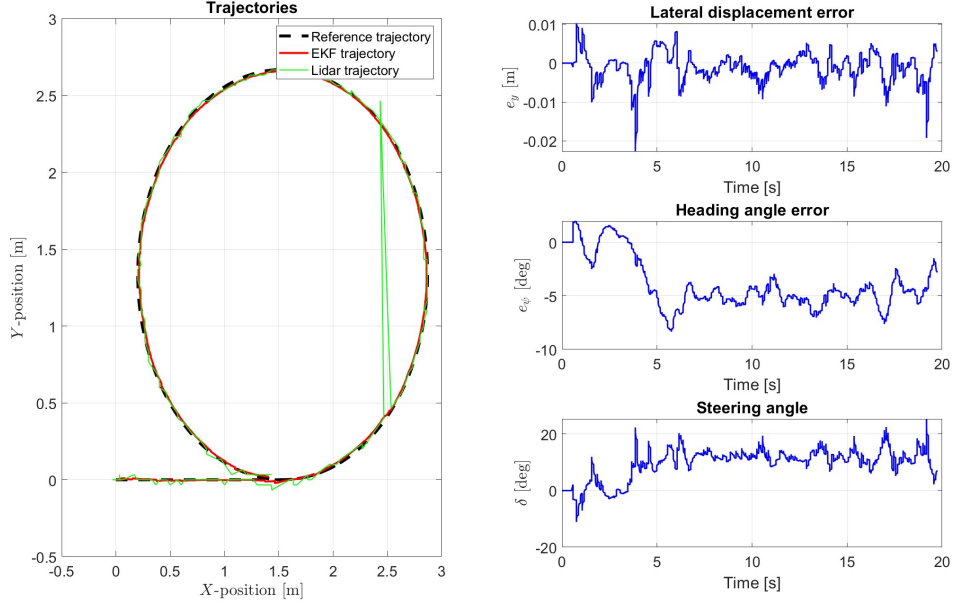 Trajectories
3
2.5
2
1.5
1
0.5
0
-0.5
-0.5
0
0.5
1
1.5
2
2.5
3
Y-position [m]
X-position [m]
Reference trajectory
EKF trajectory
Lidar trajectory
Lateral displacement error
0.01
0
-0.01
-0.02
e_y [m]
0
5
10
15
20
Time [s]
Heading angle error
0
-5
-10
e_ψ [deg]
0
5
10
15
20
Time [s]
Steering angle
20
0
-20
δ [deg]
0
5
10
15
20
Time [s]